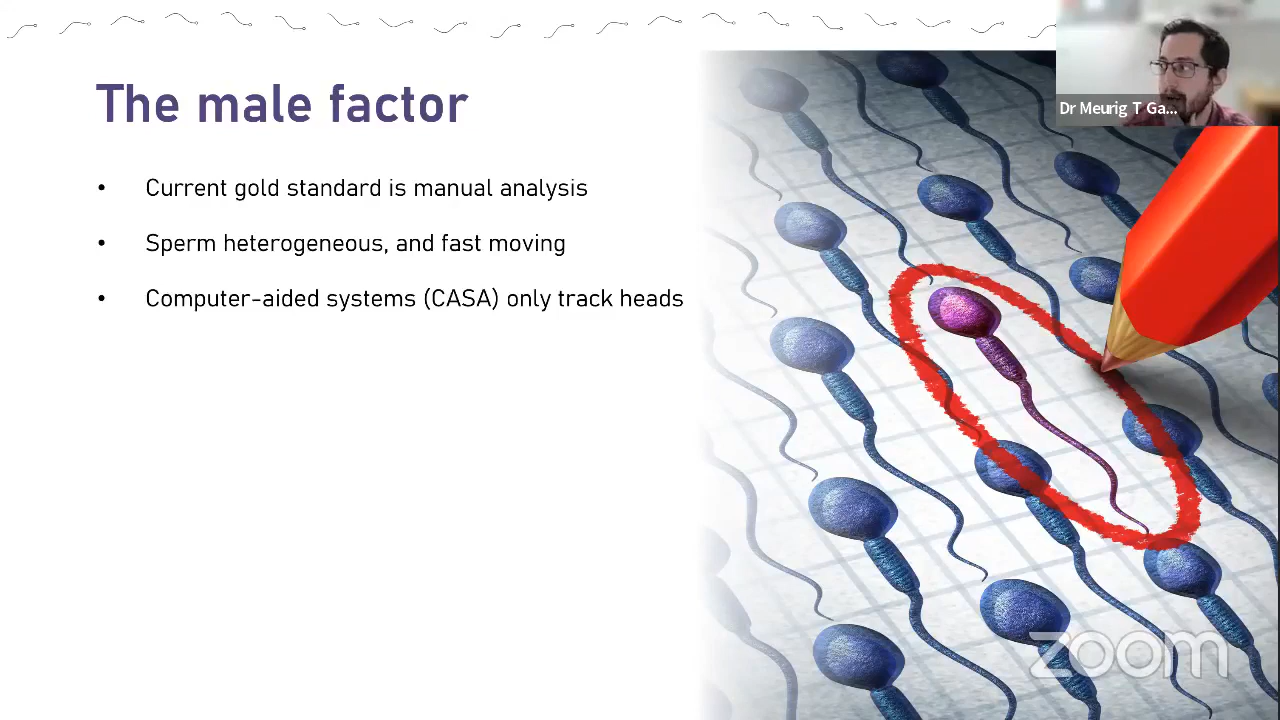 The male factor
• Current gold standard is manual analysis
• Sperm heterogeneous, and fast moving
• Computer-aided systems (CASA) only track heads
Dr Meurig T Ga...
zoom